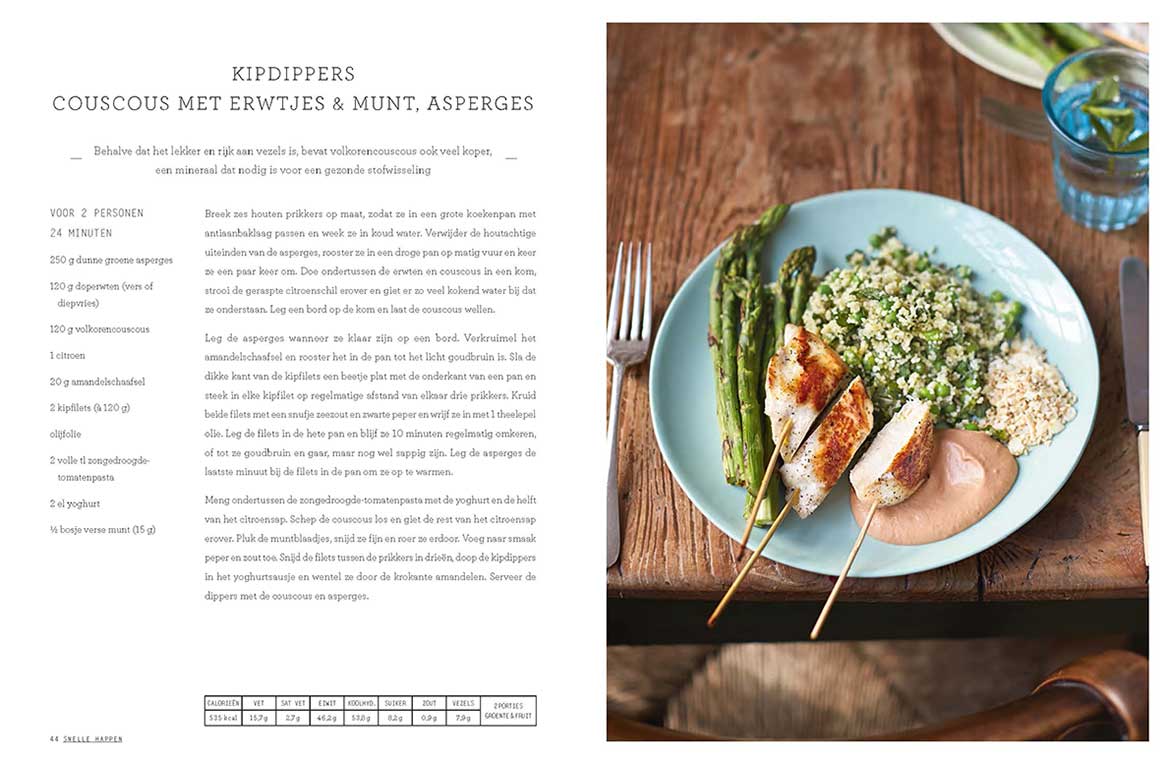 KIPDIPPERS
COUSCOUS MET ERWTJES & MUNT, ASPERGES
Behalve dat het lekker en rijk aan vezels is, bevat volkorencouscous ook veel koper,
een mineraal dat nodig is voor een gezonde stofwisseling
VOOR 2 PERSONEN
24 MINUTEN
250 g dunne groene asperges
120 g doperwten (vers of
diepvries)
120 g volkorencouscous
1 citroen
20 g amandelschaafsel
2 kipfilets (à 120 g)
olijfolie
2 volle tl zongedroogde-
tomatenpasta
2 el yoghurt
½ bosje verse munt (15 g)
Breek zes houten prikkers op maat, zodat ze in een grote koekenpan met
antiaanbaklaag passen en week ze in koud water. Verwijder de houtachtige
uiteinden van de asperges, rooster ze in een droge pan op matig vuur en keer
ze een paar keer om. Doe ondertussen de erwten en couscous in een kom,
strooi de geraspte citroenschil erover en giet er zo veel kokend water bij dat
ze onderstaan. Leg een bord op de kom en laat de couscous wellen.
Leg de asperges wanneer ze klaar zijn op een bord. Verkruimel het
amandelschaafsel en rooster het in de pan tot het licht goudbruin is. Sla de
dikke kant van de kipfilets een beetje plat met de onderkant van een pan en
steek in elke kipfilet op regelmatige afstand van elkaar drie prikkers. Kruid
beide filets met een snufje zeezout en zwarte peper en wrijf ze in met 1 theelepel
olie. Leg de filets in de hete pan en blijf ze 10 minuten regelmatig omkeren,
of tot ze goudbruin en gaar, maar nog wel sappig zijn. Leg de asperges de
laatste minuut bij de filets in de pan om ze op te warmen.
Meng ondertussen de zongedroogde-tomatenpasta met de yoghurt en de helft
van het citroensap. Schep de couscous los en giet de rest van het citroensap
erover. Pluk de muntblaadjes, snijd ze fijn en roer ze erdoor. Voeg naar smaak
peper en zout toe. Snijd de filets tussen de prikkers in drieën, doop de kipdippers
in het yoghurtsausje en wentel ze door de krokante amandelen. Serveer de
dippers met de couscous en asperges.
CALORIEËN VET SAT VET EIWIT KOOLHYD. SUIKER ZOUT VEZELS 2 PORTIES
535 kcal 15,7 g 2,7 g 46,2 g 53,8 g 8,2 g 0,9 g 7,9 g GROENTE & FRUIT
44 SNELLE HAPPEN